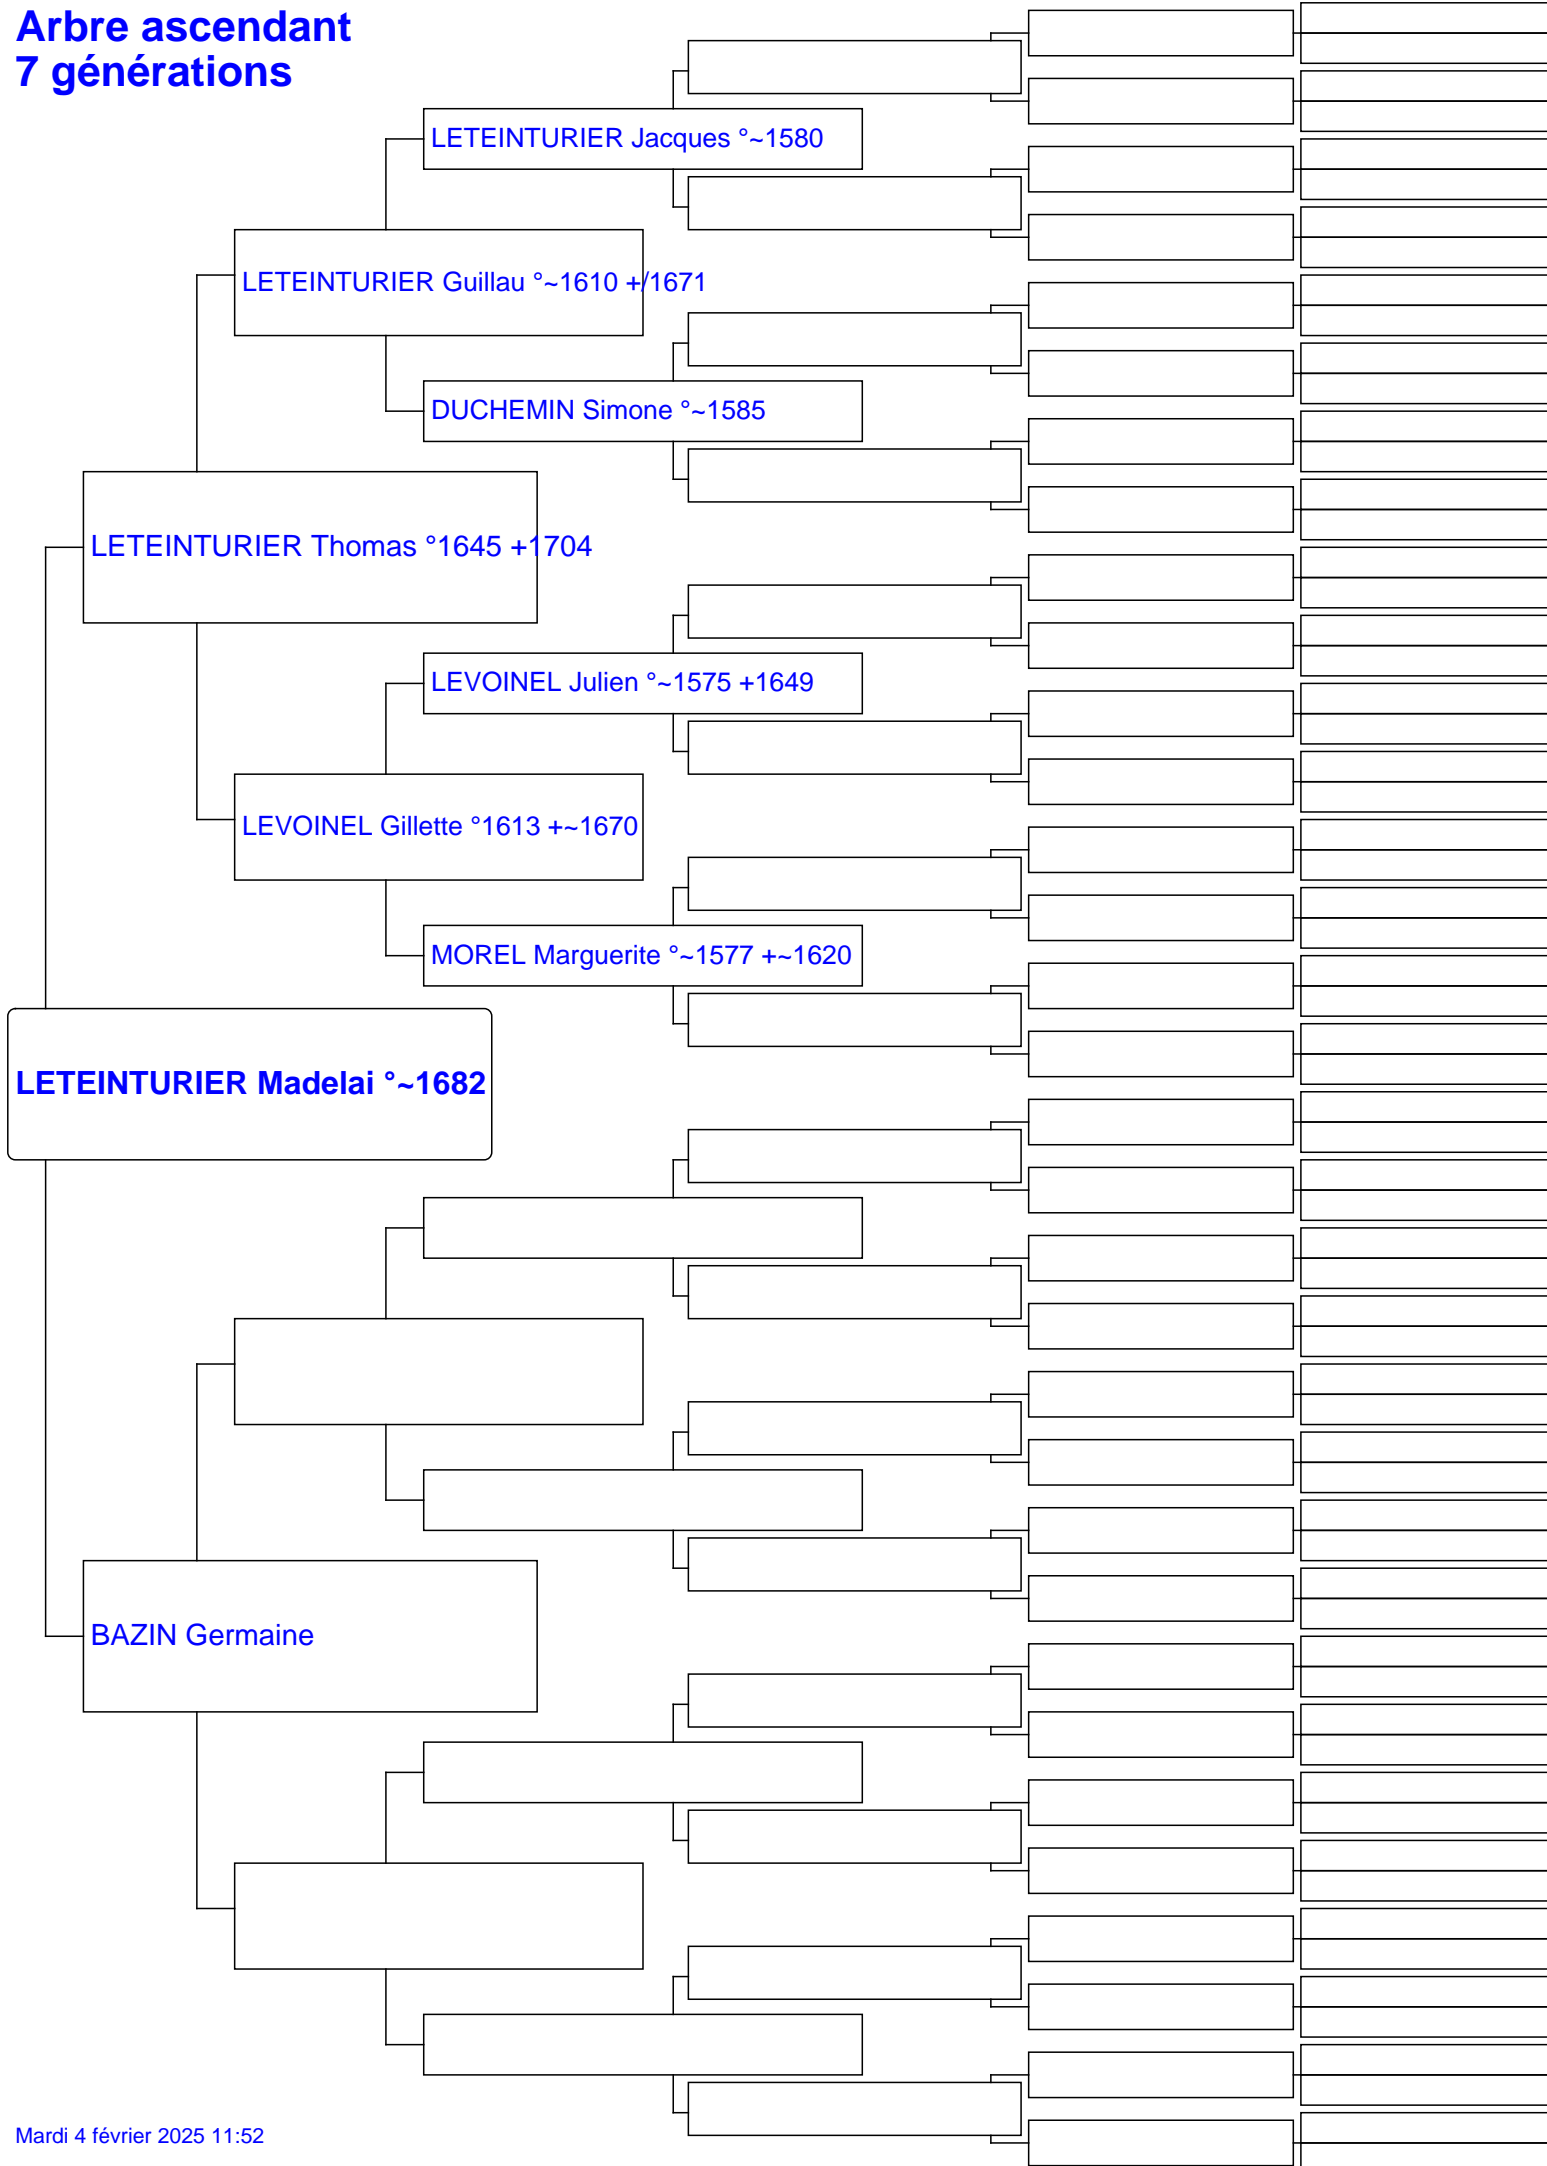 Arbre ascendant
7 générations
LETEINTURIER Jacques °~1580
LETEINTURIER Guillau °~1610 +/1671
DUCHEMIN Simone °~1585
LETEINTURIER Thomas °1645 +1704
LEVOINEL Julien °~1575 +1649
LEVOINEL Gillette °1613 +~1670
MOREL Marguerite °~1577 +~1620
LETEINTURIER Madelai °~1682
BAZIN Germaine
Mardi 4 février 2025 11:52